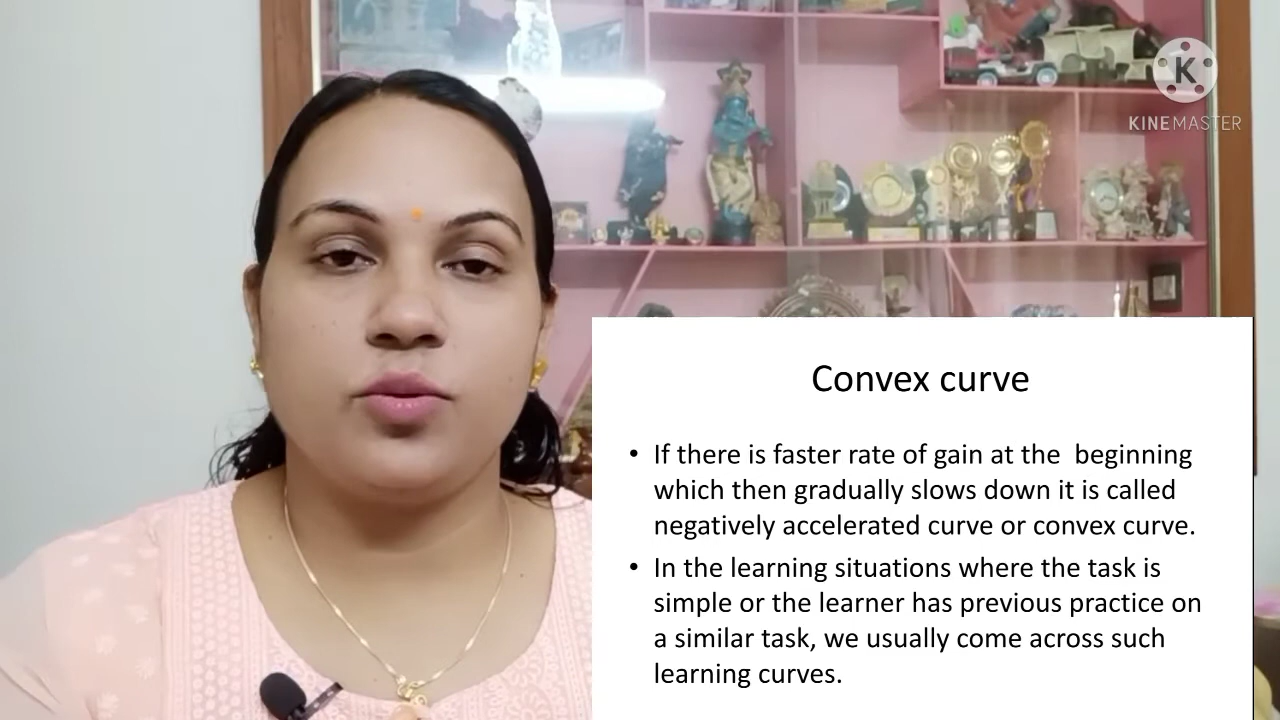 K
KINEMASTER
Convex curve
• If there is faster rate of gain at the  beginning
which then gradually slows down it is called
negatively accelerated curve or convex curve.
• In the learning situations where the task is
simple or the learner has previous practice on
a similar task, we usually come across such
learning curves.